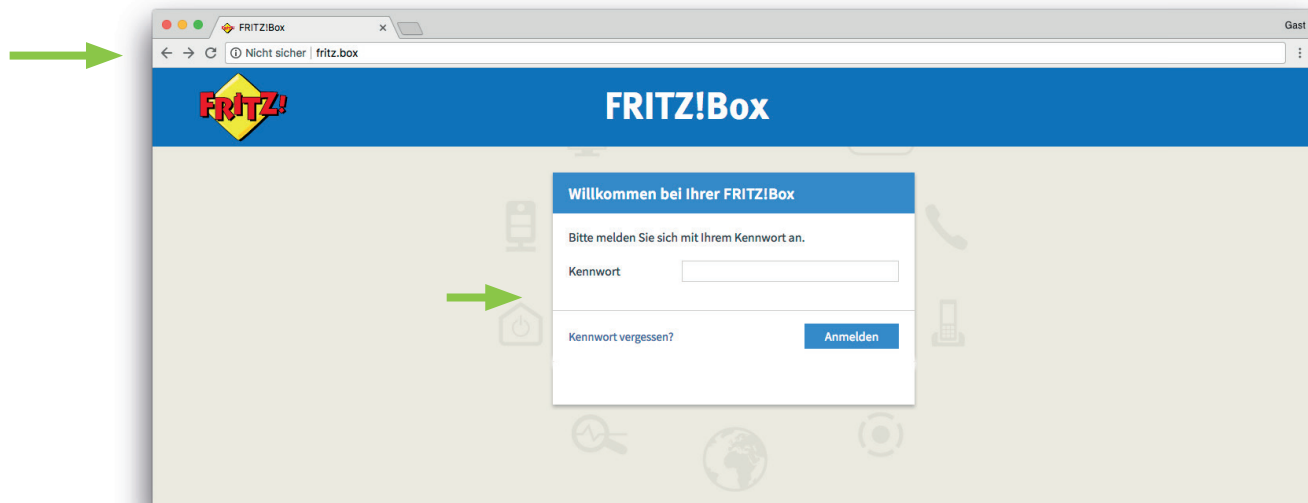 FRITZ!Box
Gast
Nicht sicher | fritz.box
FRITZ!
FRITZ!Box
Willkommen bei Ihrer FRITZ!Box
Bitte melden Sie sich mit Ihrem Kennwort an.
Kennwort
Kennwort vergessen?
Anmelden